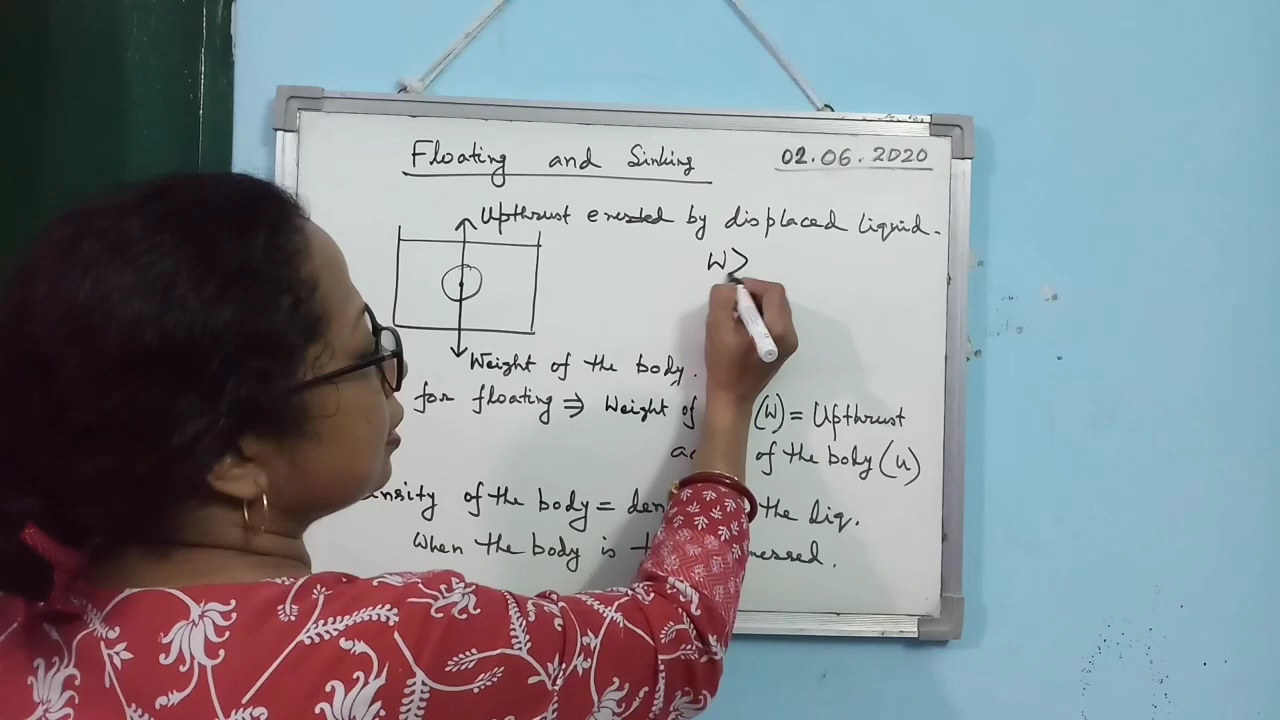 Floating and Sinking
02.06.2020
Upthrust exerted by displaced liquid.
W>
Weight of the body.
for floating ⇒ Weight of (W) = Upthrust
of the body (u)
of the body = the liq.
When the body is